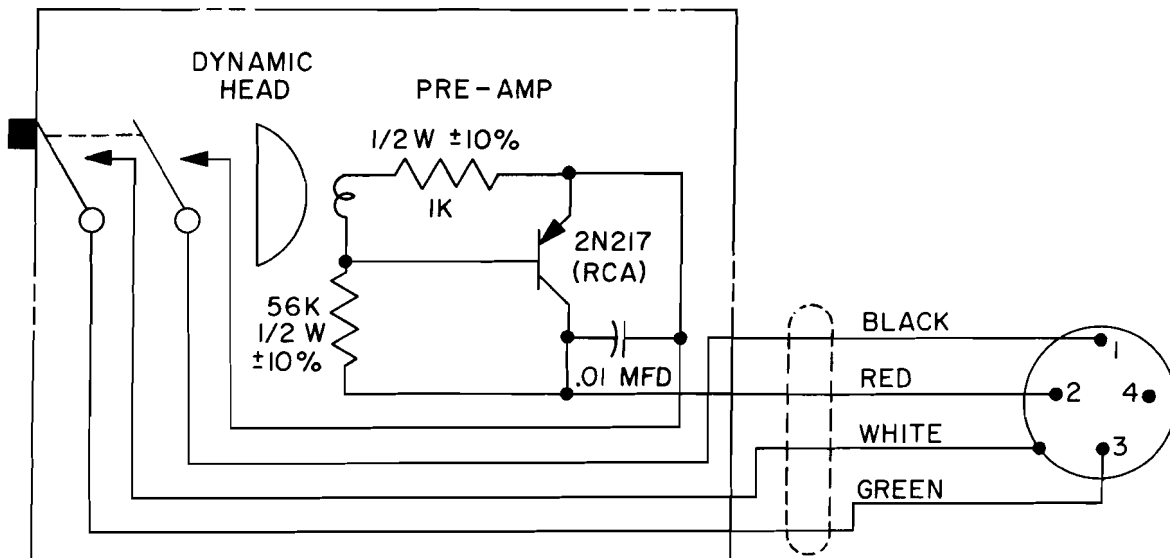 DYNAMIC
HEAD
PRE-AMP
1/2 W ±10%
1K
2N217
(RCA)
56K
1/2 W
±10%
.01 MFD
BLACK
RED
WHITE
GREEN
1
2
4
3